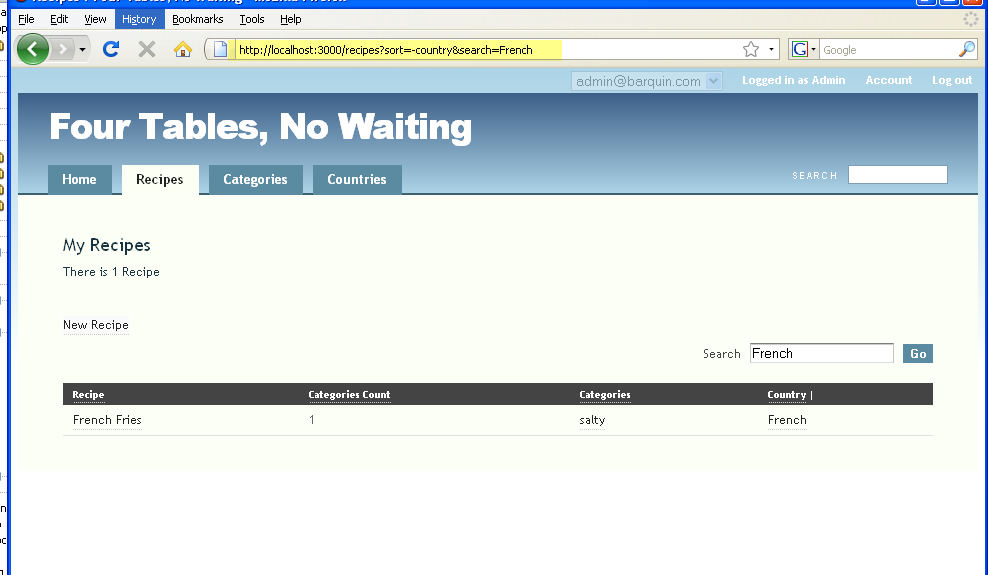 File Edit View History Bookmarks Tools Help
http://localhost:3000/recipes?sort=-country&search=French
G Google
admin@barquin.com Logged in as Admin Account Log out
Four Tables, No Waiting
Home Recipes Categories Countries SEARCH
My Recipes
There is 1 Recipe
New Recipe
Search French Go
Recipe Categories Count Categories Country |
French Fries 1 salty French